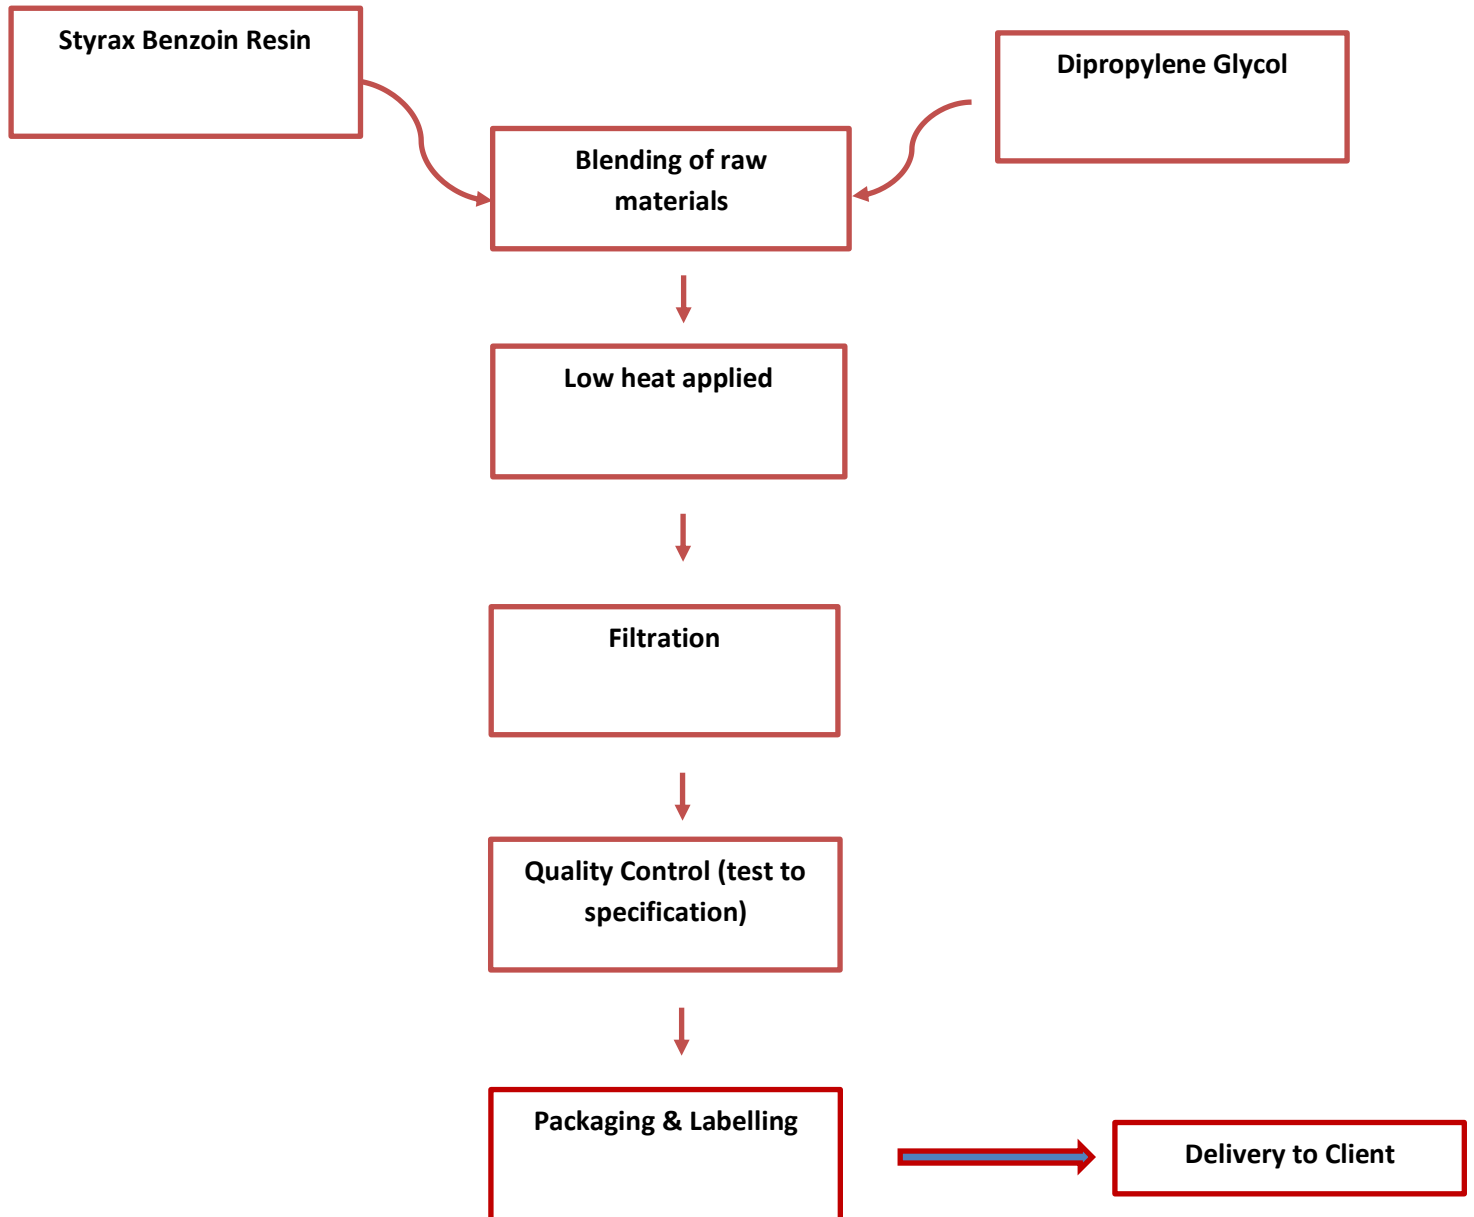 Styrax Benzoin Resin
Dipropylene Glycol
Blending of raw
materials
Low heat applied
Filtration
Quality Control (test to
specification)
Packaging & Labelling
Delivery to Client